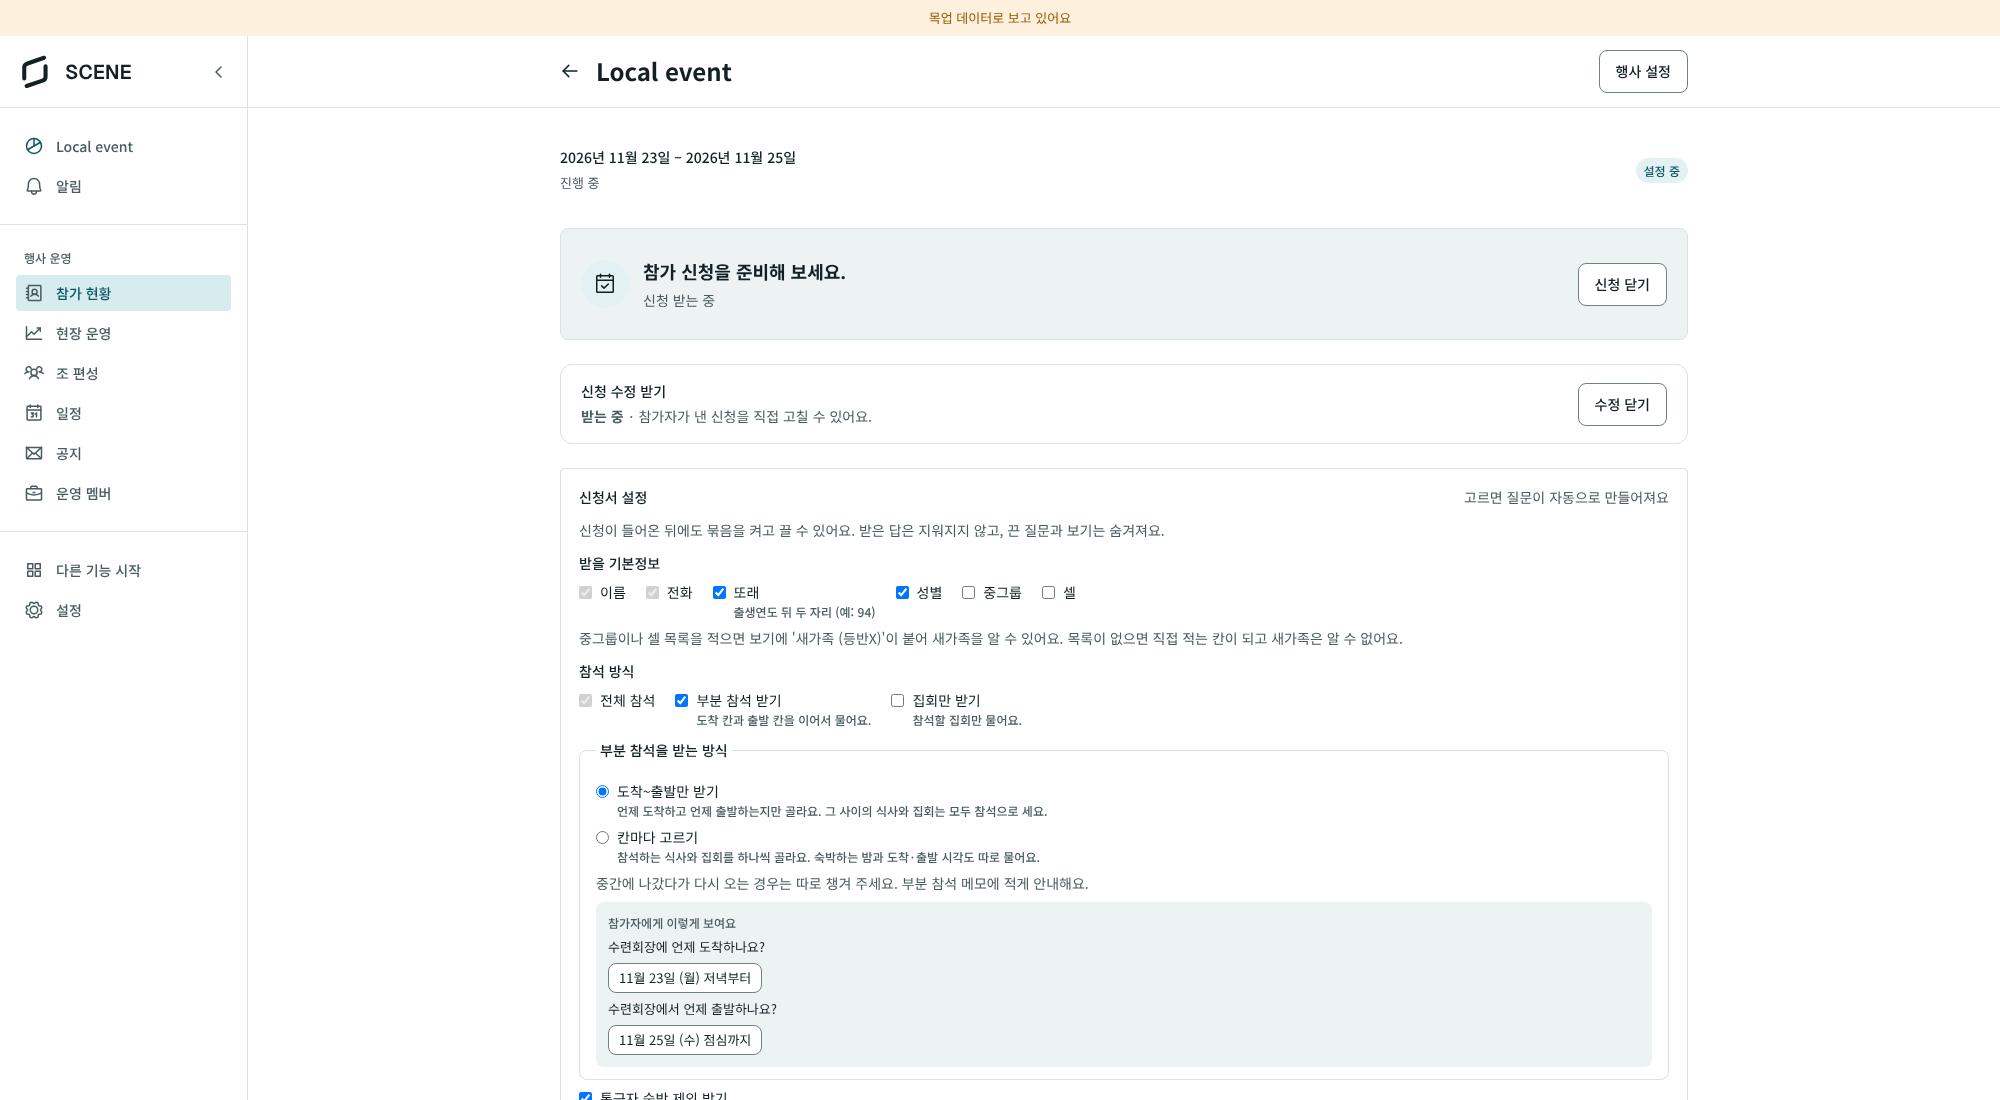 목업 데이터로 보고 있어요
SCENE
Local event
행사 설정
Local event
알림
행사 운영
참가 현황
현장 운영
조 편성
일정
공지
운영 멤버
다른 기능 시작
설정
2026년 11월 23일 – 2026년 11월 25일
진행 중
설정 중
참가 신청을 준비해 보세요.
신청 받는 중
신청 닫기
신청 수정 받기
받는 중 · 참가자가 낸 신청을 직접 고칠 수 있어요.
수정 닫기
신청서 설정
고르면 질문이 자동으로 만들어져요
신청이 들어온 뒤에도 묶음을 켜고 끌 수 있어요. 받은 답은 지워지지 않고, 끈 질문과 보기는 숨겨져요.
받을 기본정보
이름 전화 또래 성별 중그룹 셀
출생연도 뒤 두 자리 (예: 94)
중그룹이나 셀 목록을 적으면 보기에 '새가족 (등반X)'이 붙어 새가족을 알 수 있어요. 목록이 없으면 직접 적는 칸이 되고 새가족은 알 수 없어요.
참석 방식
전체 참석 부분 참석 받기 집회만 받기
도착 칸과 출발 칸을 이어서 물어요. 참석할 집회만 물어요.
부분 참석을 받는 방식
도착~출발만 받기
언제 도착하고 언제 출발하는지만 골라요. 그 사이의 식사와 집회는 모두 참석으로 세요.
칸마다 고르기
참석하는 식사와 집회를 하나씩 골라요. 숙박하는 밤과 도착·출발 시각도 따로 물어요.
중간에 나갔다가 다시 오는 경우는 따로 챙겨 주세요. 부분 참석 메모에 적게 안내해요.
참가자에게 이렇게 보여요
수련회장에 언제 도착하나요?
11월 23일 (월) 저녁부터
수련회장에서 언제 출발하나요?
11월 25일 (수) 점심까지
통근자 숙박 제외 받기